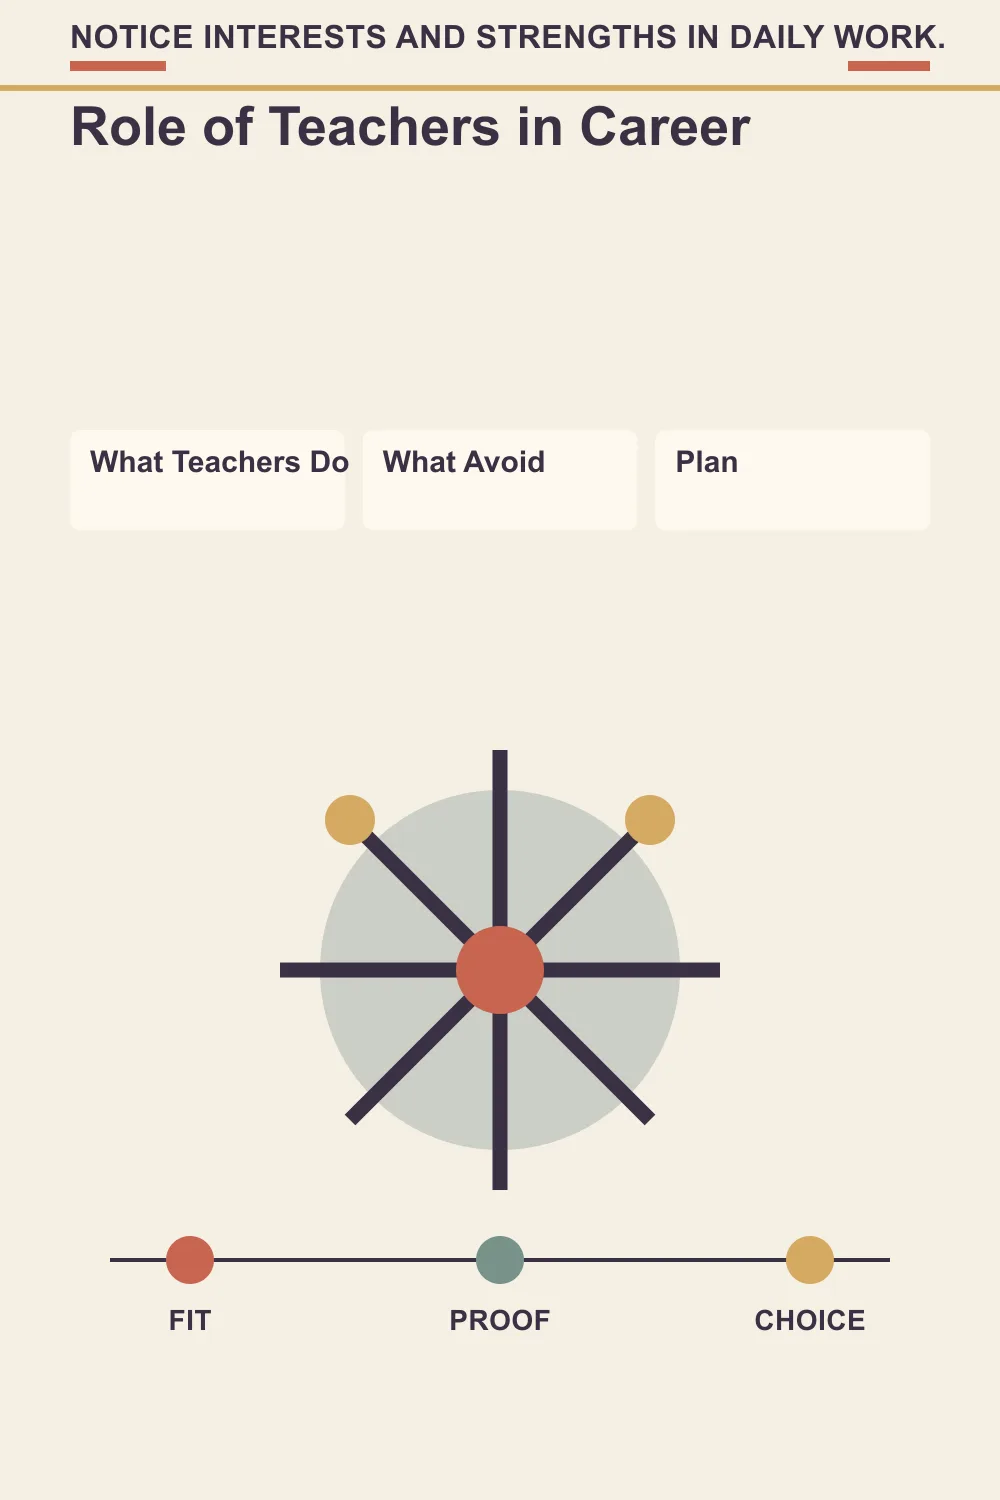 NOTICE INTERESTS AND STRENGTHS IN DAILY WORK.
Role of Teachers in Career
What Teachers Do
What Avoid
Plan
FIT
PROOF
CHOICE